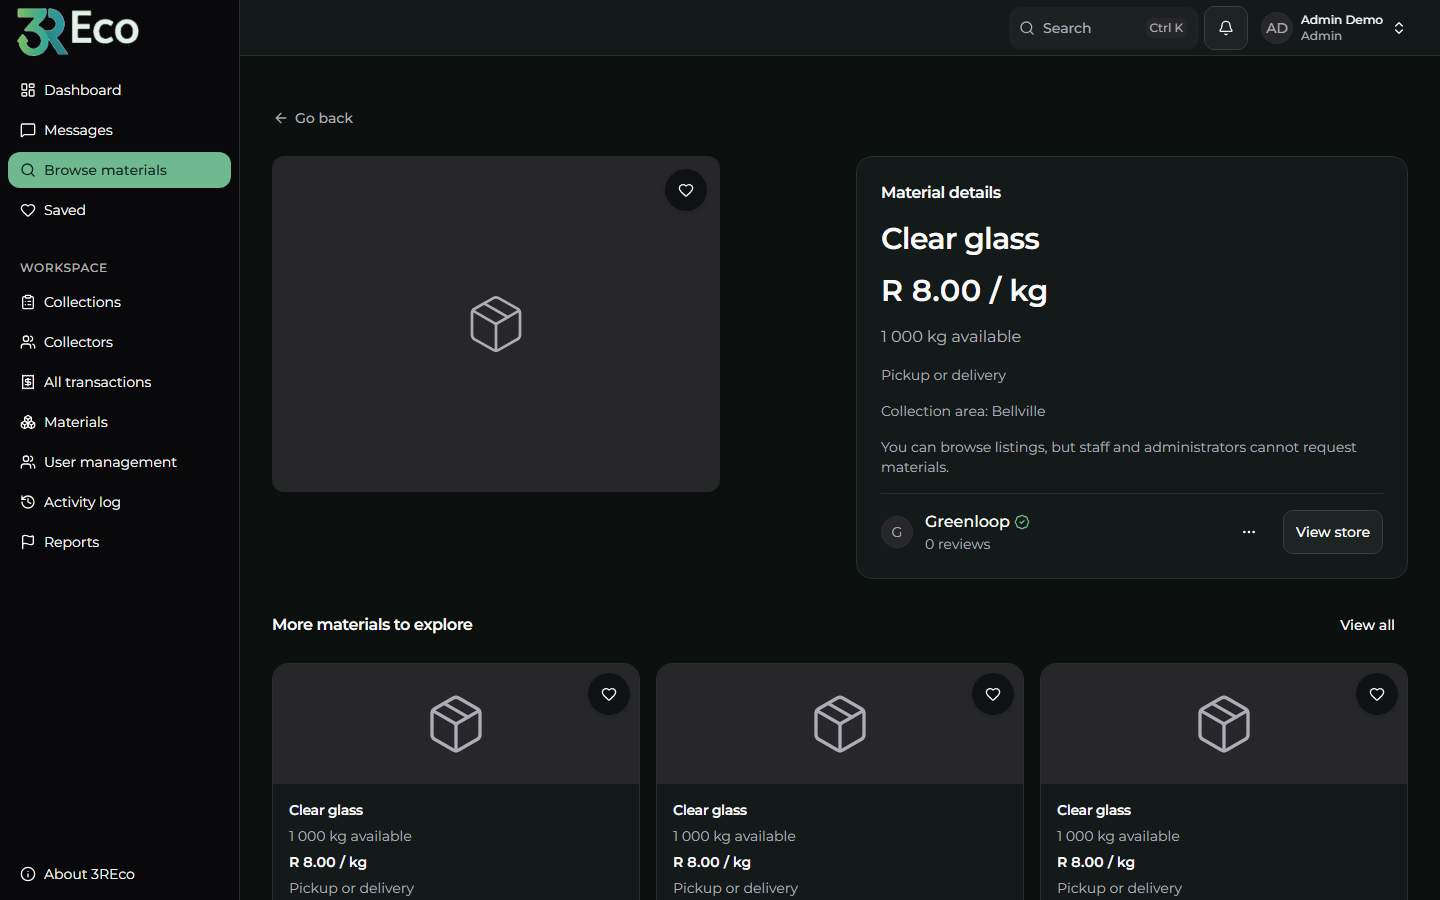 3R Eco
Search
Ctrl K
AD
Admin Demo
Admin
Dashboard
Messages
Browse materials
Saved
WORKSPACE
Collections
Collectors
All transactions
Materials
User management
Activity log
Reports
About 3REco
Go back
Material details
Clear glass
R 8.00 / kg
1 000 kg available
Pickup or delivery
Collection area: Bellville
You can browse listings, but staff and administrators cannot request
materials.
G
Greenloop
0 reviews
View store
More materials to explore
View all
Clear glass
1 000 kg available
R 8.00 / kg
Pickup or delivery
Clear glass
1 000 kg available
R 8.00 / kg
Pickup or delivery
Clear glass
1 000 kg available
R 8.00 / kg
Pickup or delivery